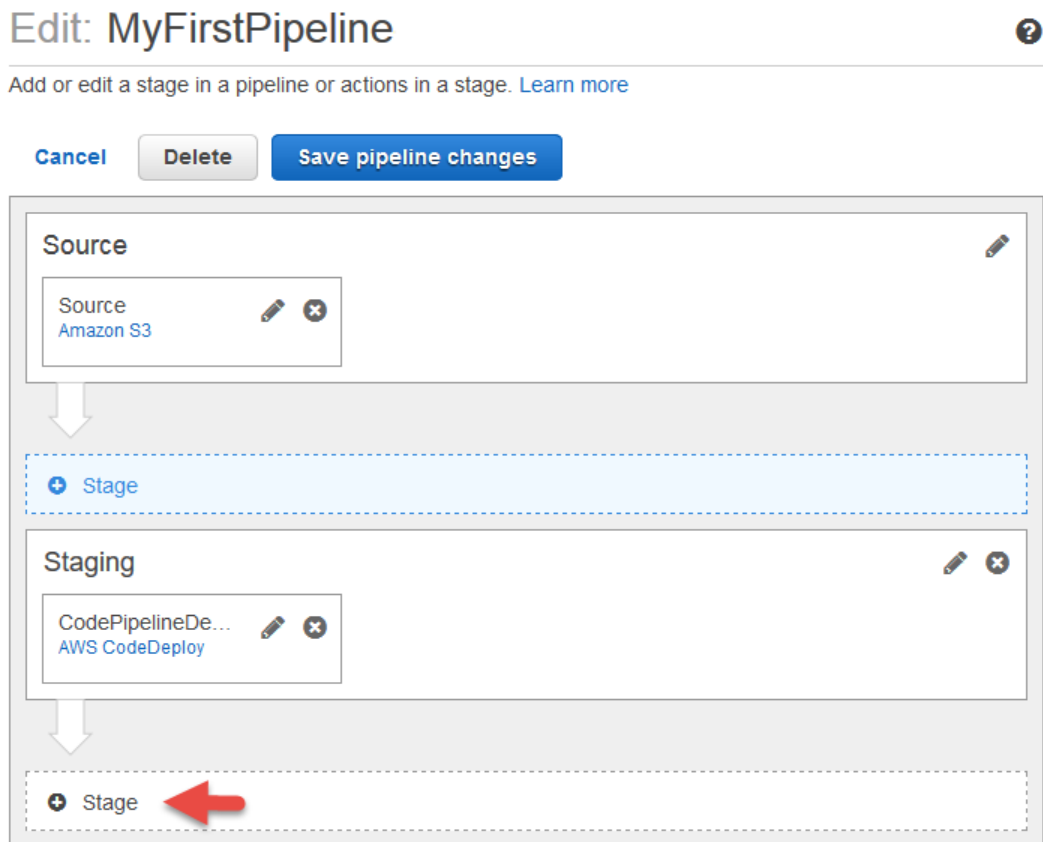 Edit: MyFirstPipeline
Add or edit a stage in a pipeline or actions in a stage. Learn more
Cancel Delete Save pipeline changes
Source
Source
Amazon S3
Stage
Staging
CodePipelineDe...
AWS CodeDeploy
Stage